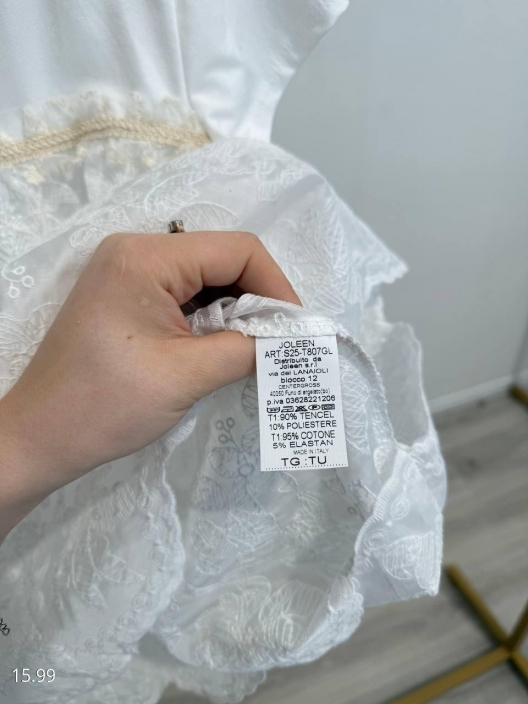 JOLEEN
ART:S25-T807GL
Distribuito da
Joleen s.r.l
via dei LANAIOLI
blocco 12
CENTERGROSS
40050 Funo di argelato(bo)
p.iva 03628221206
T1:90% TENCEL
10% POLIESTERE
T1:95% COTONE
5% ELASTAN
MADE IN ITALY
TG :TU
15.99